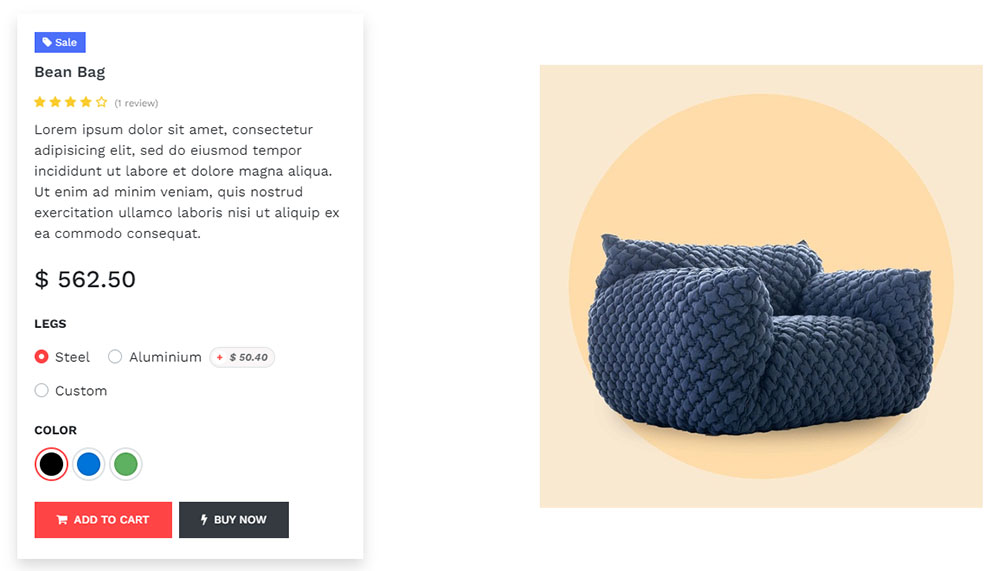 Sale
Bean Bag
(1 review)
Lorem ipsum dolor sit amet, consectetur
adipisicing elit, sed do eiusmod tempor
incididunt ut labore et dolore magna aliqua.
Ut enim ad minim veniam, quis nostrud
exercitation ullamco laboris nisi ut aliquip ex
ea commodo consequat.
$ 562.50
LEGS
Steel Aluminium + $ 50.40
Custom
COLOR
ADD TO CART BUY NOW